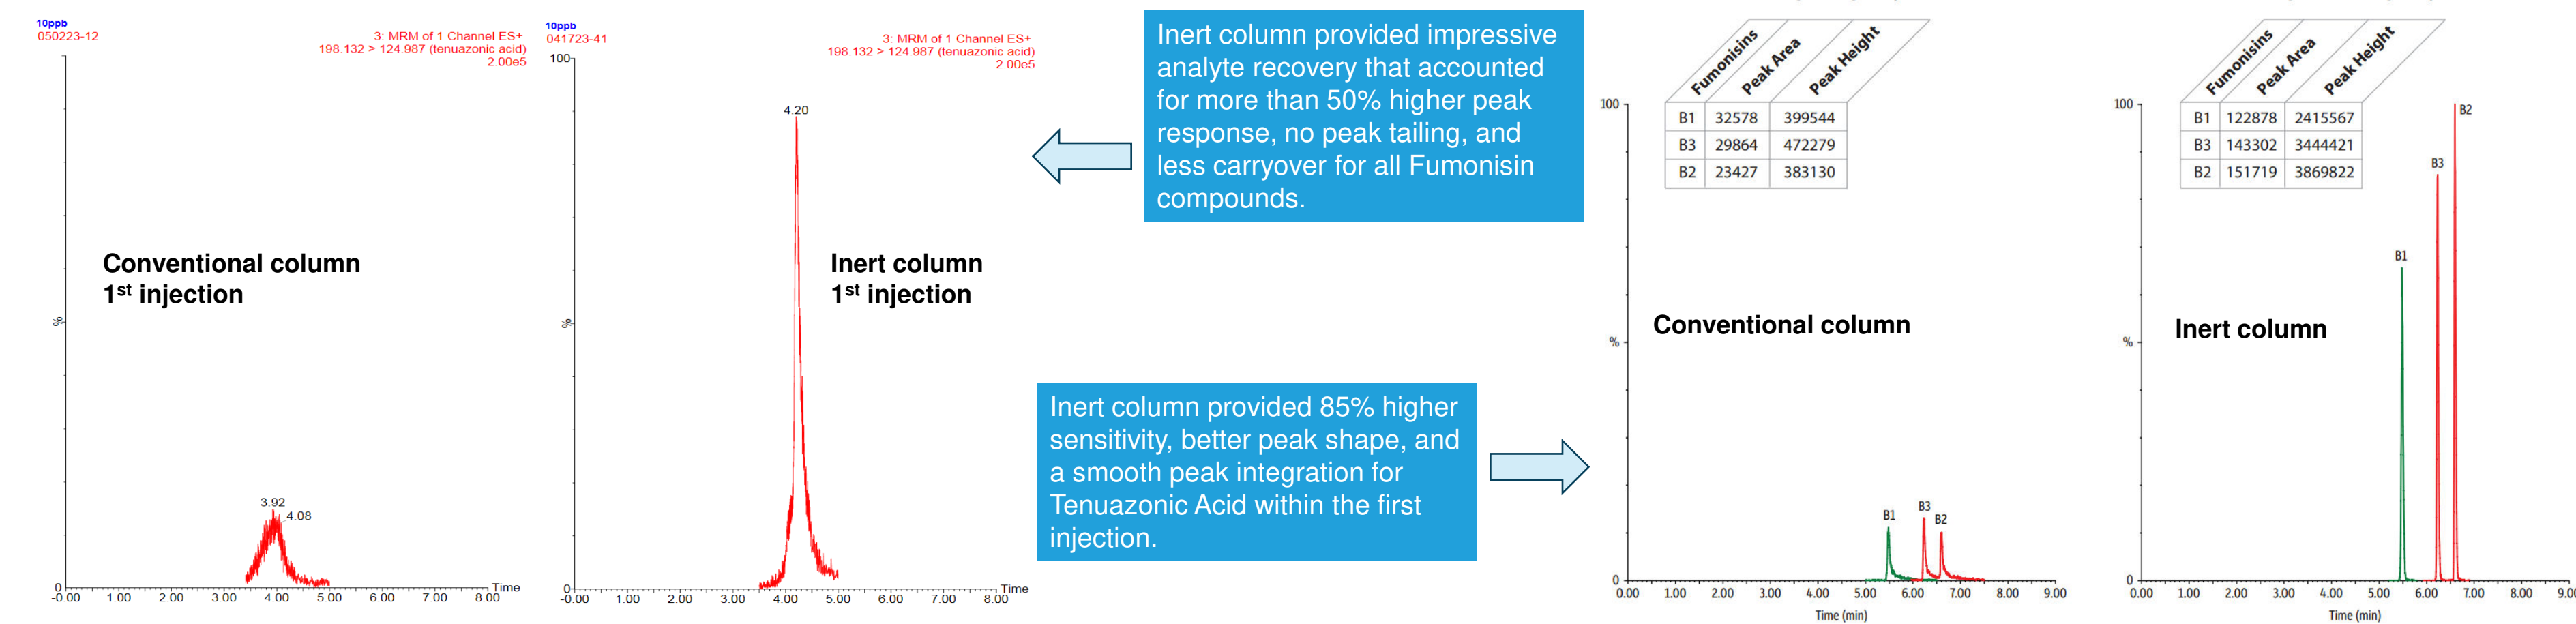 10ppb
050223-12
3: MRM of 1 Channel ES+
198.132 > 124.987 (tenuazonic acid)
2.00e5
%
0
3.92
4.08
Conventional column
1st injection
-0.00 1.00 2.00 3.00 4.00 5.00 6.00 7.00 8.00
Time
10ppb
041723-41
3: MRM of 1 Channel ES+
198.132 > 124.987 (tenuazonic acid)
2.00e5
100
%
0
4.20
Inert column
1st injection
-0.00 1.00 2.00 3.00 4.00 5.00 6.00 7.00 8.00
Time
Inert column provided impressive
analyte recovery that accounted
for more than 50% higher peak
response, no peak tailing, and
less carryover for all Fumonisin
compounds.
Inert column provided 85% higher
sensitivity, better peak shape, and
a smooth peak integration for
Tenuazonic Acid within the first
injection.
Fumonisins Peak Area Peak Height
B1 32578 399544
B3 29864 472279
B2 23427 383130
100
%
0
Conventional column
B1
B3
B2
0.00 1.00 2.00 3.00 4.00 5.00 6.00 7.00 8.00 9.00
Time (min)
Fumonisins Peak Area Peak Height
B1 122878 2415567
B3 143302 3444421
B2 151719 3869822
100
%
0
Inert column
B1
B3
B2
0.00 1.00 2.00 3.00 4.00 5.00 6.00 7.00 8.00 9.00
Time (min)